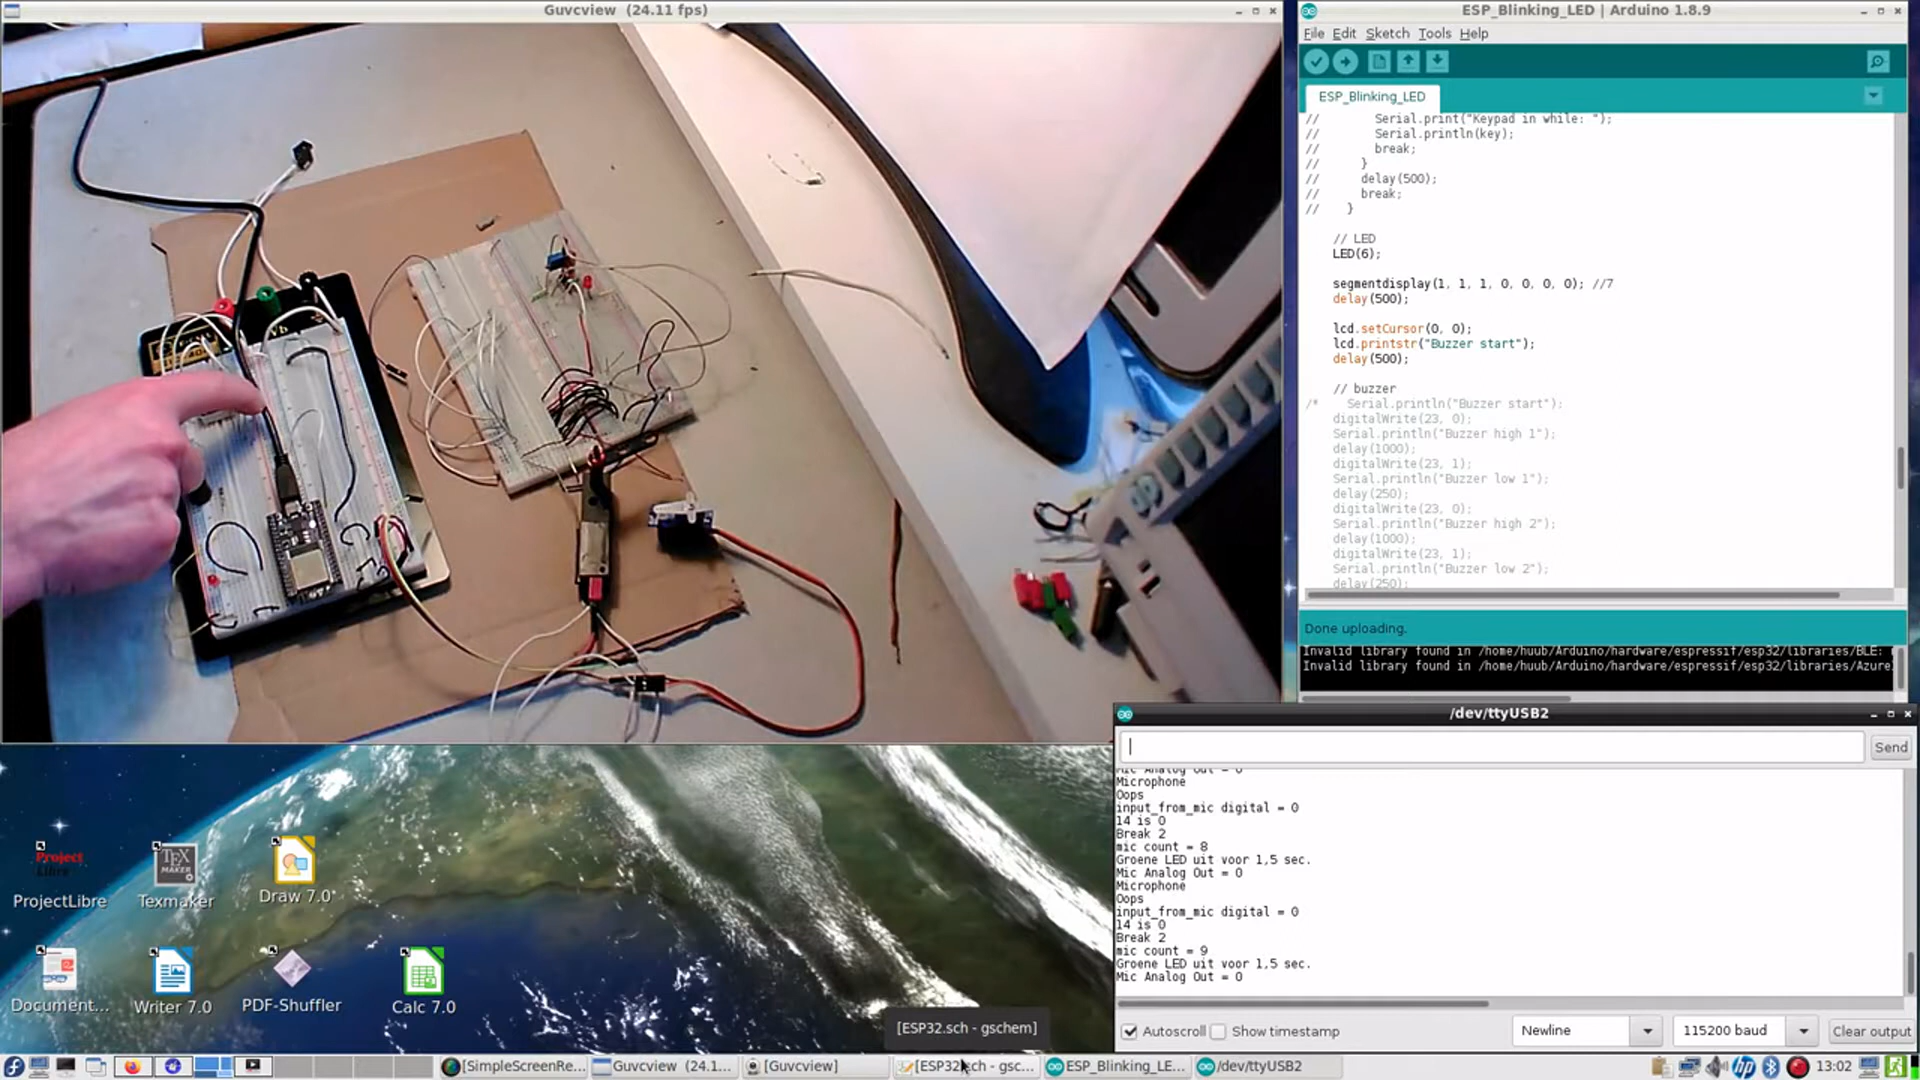 Guvcview (24.11 fps)
ESP_Blinking_LED | Arduino 1.8.9
File Edit Sketch Tools Help
ESP_Blinking_LED
// Serial.print("Keypad in while: ");
// Serial.println(key);
// break;
// }
// delay(500);
// break;
// }
// LED
LED(6);
segmentdisplay(1, 1, 1, 0, 0, 0, 0); //7
delay(500);
lcd.setCursor(0, 0);
lcd.printstr("Buzzer start");
delay(500);
// buzzer
/* Serial.println("Buzzer start");
digitalWrite(23, 0);
Serial.println("Buzzer high 1");
delay(1000);
digitalWrite(23, 1);
Serial.println("Buzzer low 1");
delay(250);
digitalWrite(23, 0);
Serial.println("Buzzer high 2");
delay(1000);
digitalWrite(23, 1);
Serial.println("Buzzer low 2");
delay(250);
Done uploading.
Invalid library found in /home/huub/Arduino/hardware/espressif/esp32/libraries/BLE:
Invalid library found in /home/huub/Arduino/hardware/espressif/esp32/libraries/Azure
/dev/ttyUSB2
Send
Mic Analog Out = 0
Microphone
Oops
input_from_mic digital = 0
14 is 0
Break 2
mic count = 8
Groene LED uit voor 1,5 sec.
Mic Analog Out = 0
Microphone
Oops
input_from_mic digital = 0
14 is 0
Break 2
mic count = 9
Groene LED uit voor 1,5 sec.
Mic Analog Out = 0
Autoscroll Show timestamp Newline 115200 baud Clear output
ProjectLibre
Texmaker
Draw 7.0
Document...
Writer 7.0
PDF-Shuffler
Calc 7.0
[ESP32.sch - gschem]
[SimpleScreenRe... Guvcview (24.1... [Guvcview] [ESP32.sch - gsc... ESP_Blinking_LE... /dev/ttyUSB2 13:02